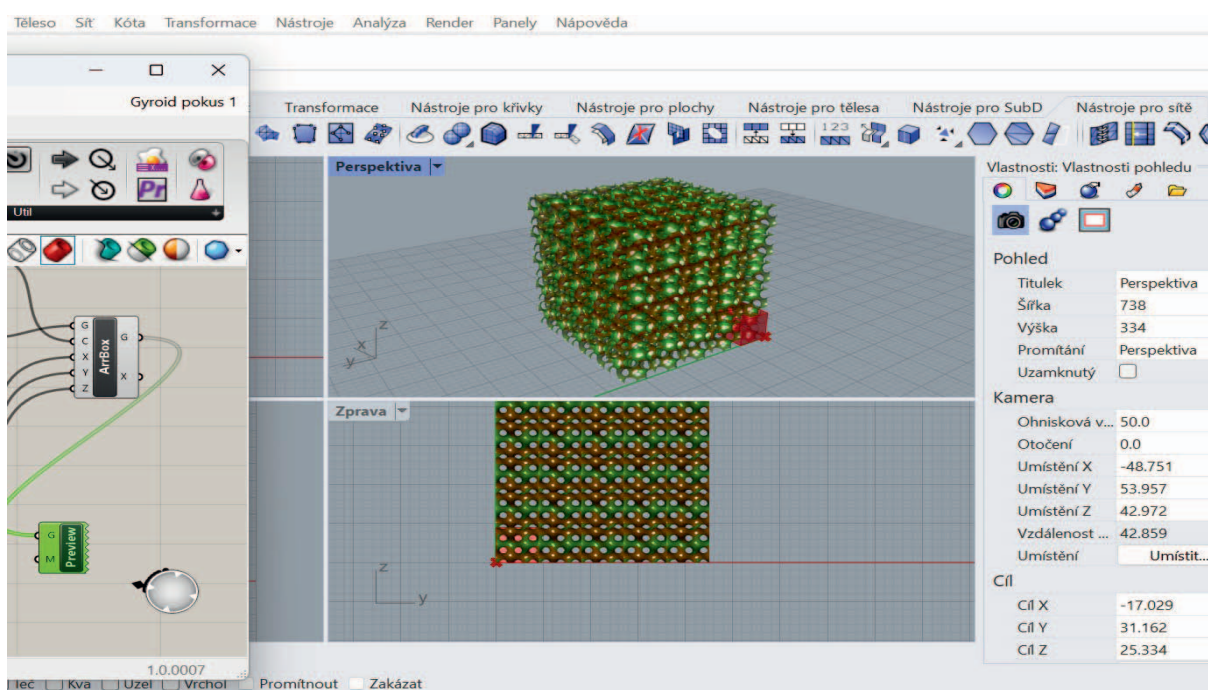 Těleso Síť Kóta Transformace Nástroje Analýza Render Panely Nápověda
Gyroid pokus 1
Transformace Nástroje pro křivky Nástroje pro plochy Nástroje pro tělesa Nástroje pro SubD Nástroje pro sítě
123
Pr
Util
G
C
X
Y
Z
ArrBox
G
X
G
M
Preview
1.0.0007
Perspektiva
z
x
y
Zprava
z
y
Vlastnosti: Vlastnosti pohledu
Pohled
Titulek Perspektiva
Šířka 738
Výška 334
Promítání Perspektiva
Uzamknutý
Kamera
Ohnisková v... 50.0
Otočení 0.0
Umístění X -48.751
Umístění Y 53.957
Umístění Z 42.972
Vzdálenost ... 42.859
Umístění Umístit...
Cíl
Cíl X -17.029
Cíl Y 31.162
Cíl Z 25.334
Kva Uzel Vrchol Promítnout Zakázat